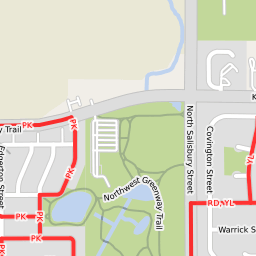 K
YL
PK
PK
y Trail
PK
Edgerton Street
North Salisbury Street
Covington Street
Northwest Greenway Trail
RD,YL
PK
PK
PK
Warrick S